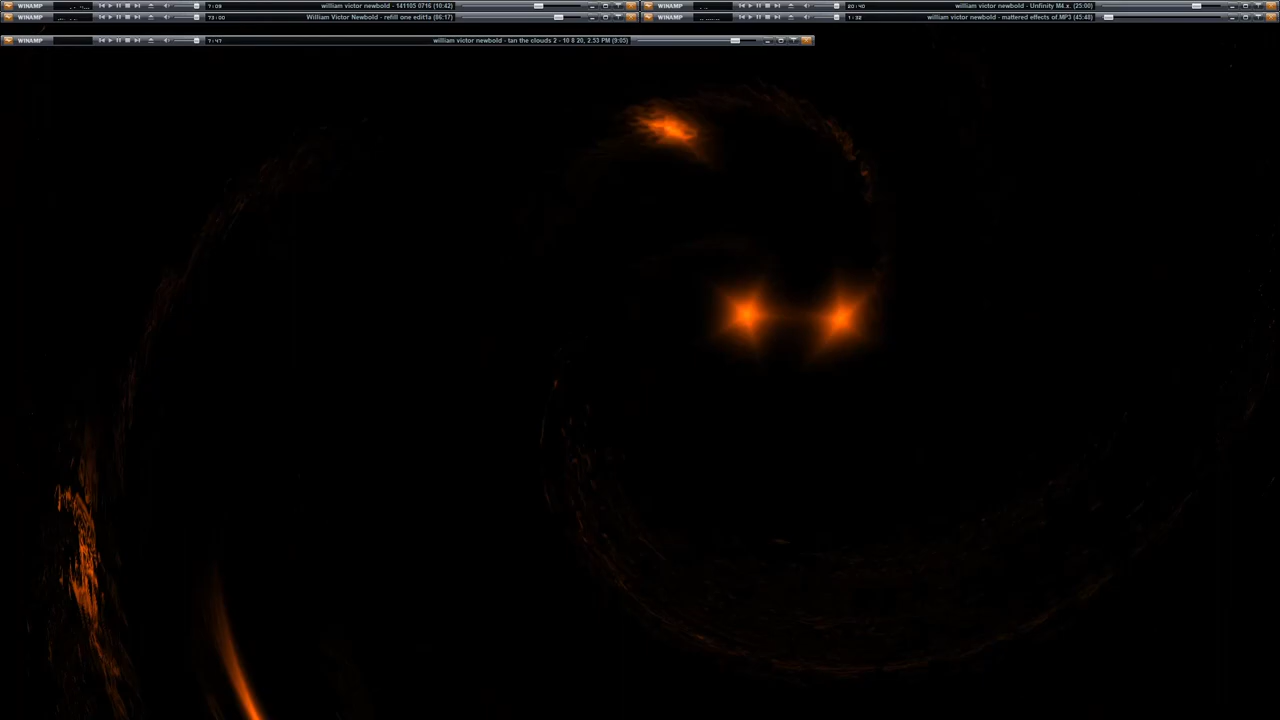 WINAMP 7:09 william victor newbold - 141105 0716 (10:42)
WINAMP 20:40 william victor newbold - Unfinity M4.x. (25:00)
WINAMP 73:00 William Victor Newbold - refill one edit1a (86:17)
WINAMP 1:32 william victor newbold - mattered effects of.MP3 (45:48)
WINAMP 7:47 william victor newbold - tan the clouds 2 - 10 8 20, 2.53 PM (9:05)